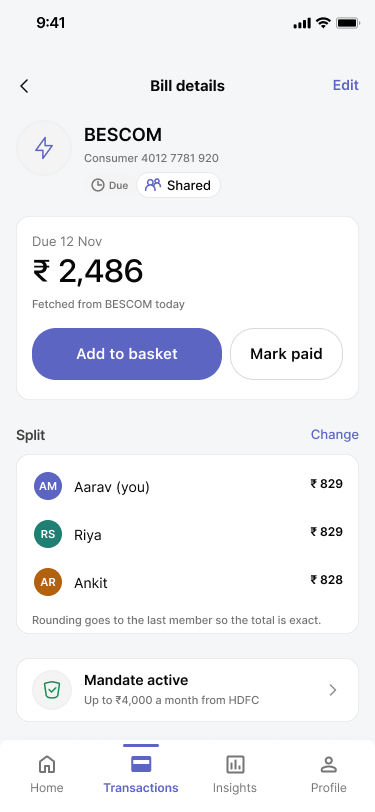 9:41
Bill details
Edit
BESCOM
Consumer 4012 7781 920
Due
Shared
Due 12 Nov
₹ 2,486
Fetched from BESCOM today
Add to basket
Mark paid
Split
Change
AM
Aarav (you)
₹ 829
RS
Riya
₹ 829
AR
Ankit
₹ 828
Rounding goes to the last member so the total is exact.
Mandate active
Up to ₹4,000 a month from HDFC
Home
Transactions
Insights
Profile